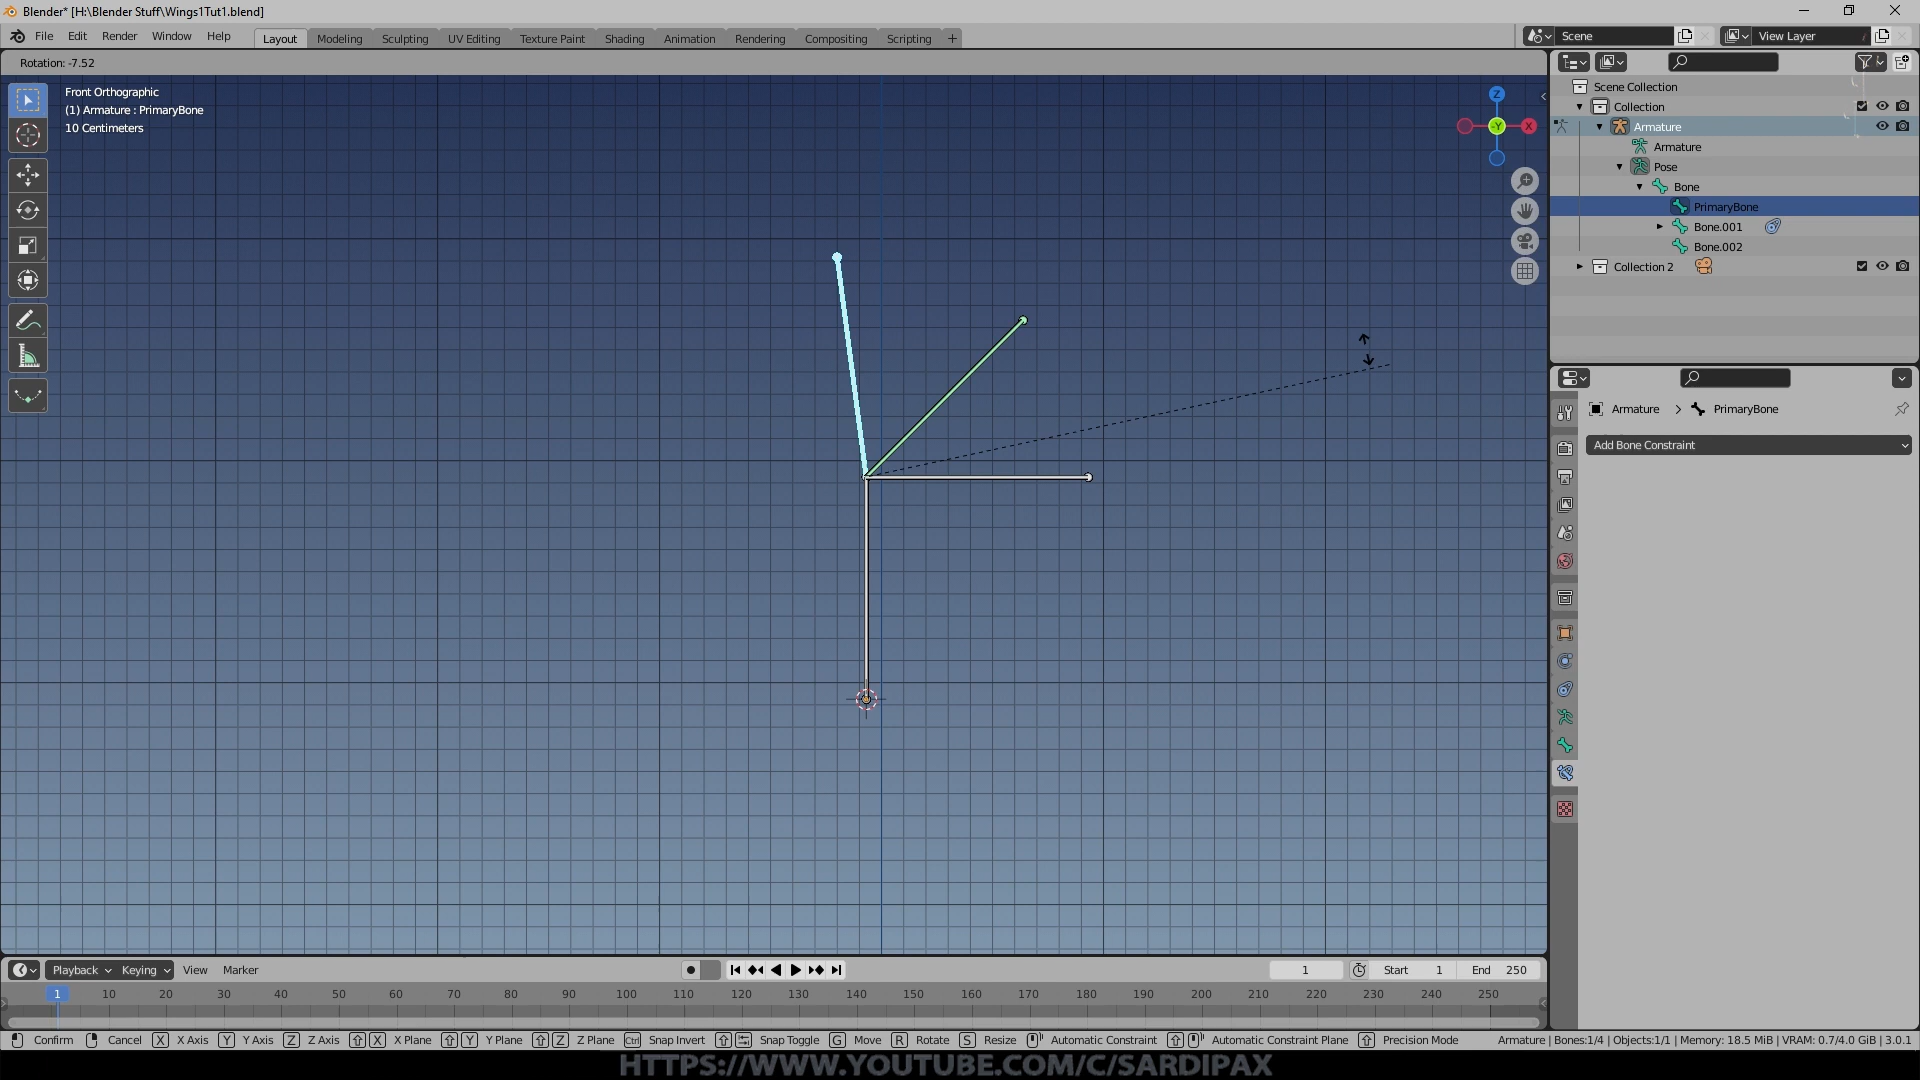 Blender* [H:\Blender Stuff\Wings1Tut1.blend]
File Edit Render Window Help Layout Modeling Sculpting UV Editing Texture Paint Shading Animation Rendering Compositing Scripting + Scene View Layer
Rotation: -7.52
Front Orthographic
(1) Armature : PrimaryBone
10 Centimeters
Z
-Y
X
Scene Collection
Collection
Armature
Armature
Pose
Bone
PrimaryBone
Bone.001
Bone.002
Collection 2
Armature > PrimaryBone
Add Bone Constraint
Playback Keying View Marker 1 Start 1 End 250
1 10 20 30 40 50 60 70 80 90 100 110 120 130 140 150 160 170 180 190 200 210 220 230 240 250
Confirm Cancel X X Axis Y Y Axis Z Z Axis X X Plane Y Y Plane Z Z Plane Ctrl Snap Invert Snap Toggle G Move R Rotate S Resize Automatic Constraint Automatic Constraint Plane Precision Mode Armature | Bones:1/4 | Objects:1/1 | Memory: 18.5 MiB | VRAM: 0.7/4.0 GiB | 3.0.1
HTTPS://WWW.YOUTUBE.COM/C/SARDIPAX